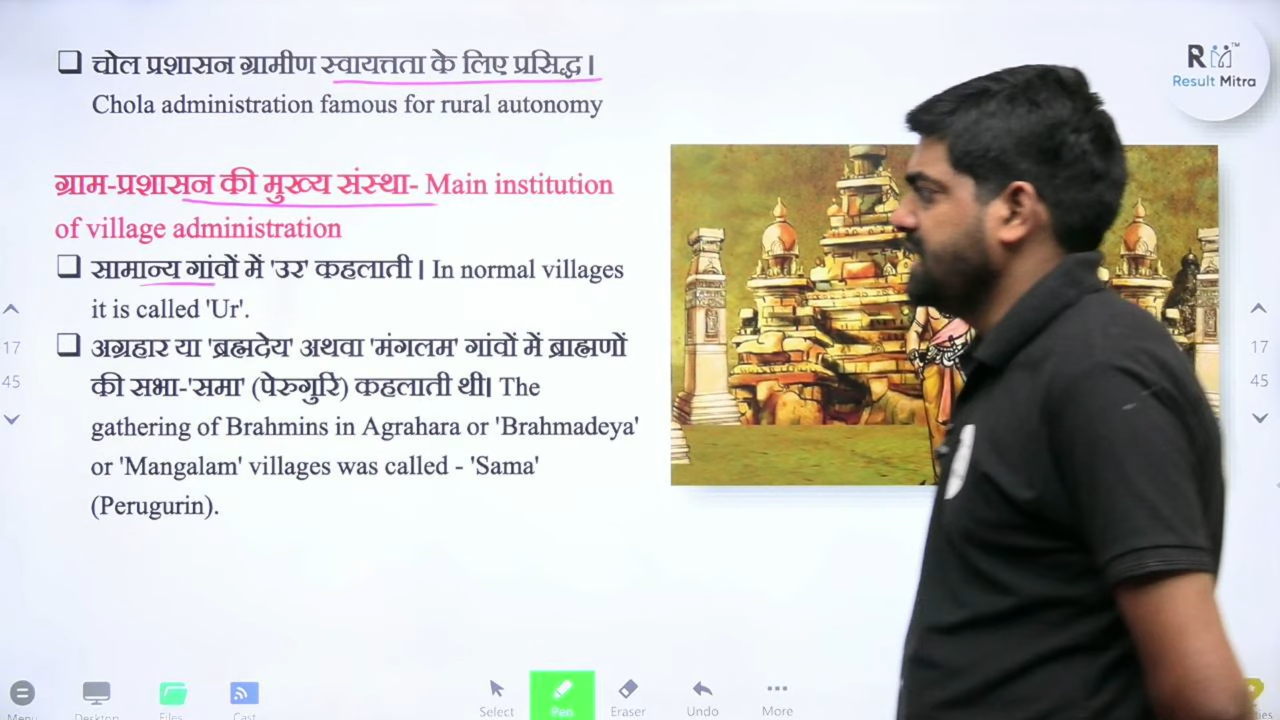 चोल प्रशासन ग्रामीण स्वायत्तता के लिए प्रसिद्ध।
Chola administration famous for rural autonomy
ग्राम-प्रशासन की मुख्य संस्था- Main institution
of village administration
सामान्य गांवों में 'उर' कहलाती। In normal villages
it is called 'Ur'.
अग्रहार या 'ब्रह्मदेय' अथवा 'मंगलम' गांवों में ब्राह्मणों
की सभा-'समा' (पेरुगुरि) कहलाती थी। The
gathering of Brahmins in Agrahara or 'Brahmadeya'
or 'Mangalam' villages was called - 'Sama'
(Perugurin).
R TM
Result Mitra
17
45
17
45
Menu
Desktop
Files
Cast
Select
Pen
Eraser
Undo
More